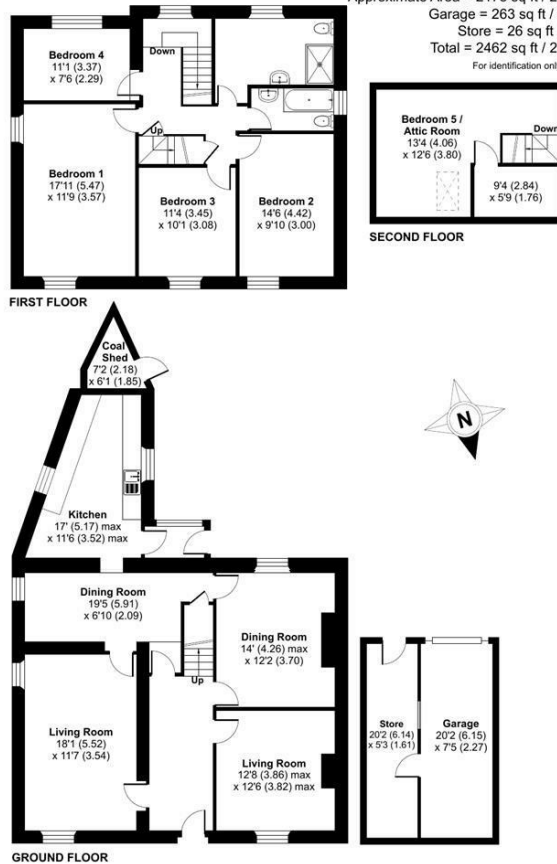 Garage = 263 sq ft /
Store = 26 sq ft
Total = 2462 sq ft / 2
For identification only
Bedroom 4
11'1 (3.37)
x 7'6 (2.29)
Down
Up
Bedroom 1
17'11 (5.47)
x 11'9 (3.57)
Bedroom 3
11'4 (3.45)
x 10'1 (3.08)
Bedroom 2
14'6 (4.42)
x 9'10 (3.00)
FIRST FLOOR
Bedroom 5 /
Attic Room
13'4 (4.06)
x 12'6 (3.80)
Down
9'4 (2.84)
x 5'9 (1.76)
SECOND FLOOR
Coal
Shed
7'2 (2.18)
x 6'1 (1.85)
N
Kitchen
17' (5.17) max
x 11'6 (3.52) max
Dining Room
19'5 (5.91)
x 6'10 (2.09)
Dining Room
14' (4.26) max
x 12'2 (3.70)
Up
Living Room
18'1 (5.52)
x 11'7 (3.54)
Living Room
12'8 (3.86) max
x 12'6 (3.82) max
Store
20'2 (6.14)
x 5'3 (1.61)
Garage
20'2 (6.15)
x 7'5 (2.27)
GROUND FLOOR